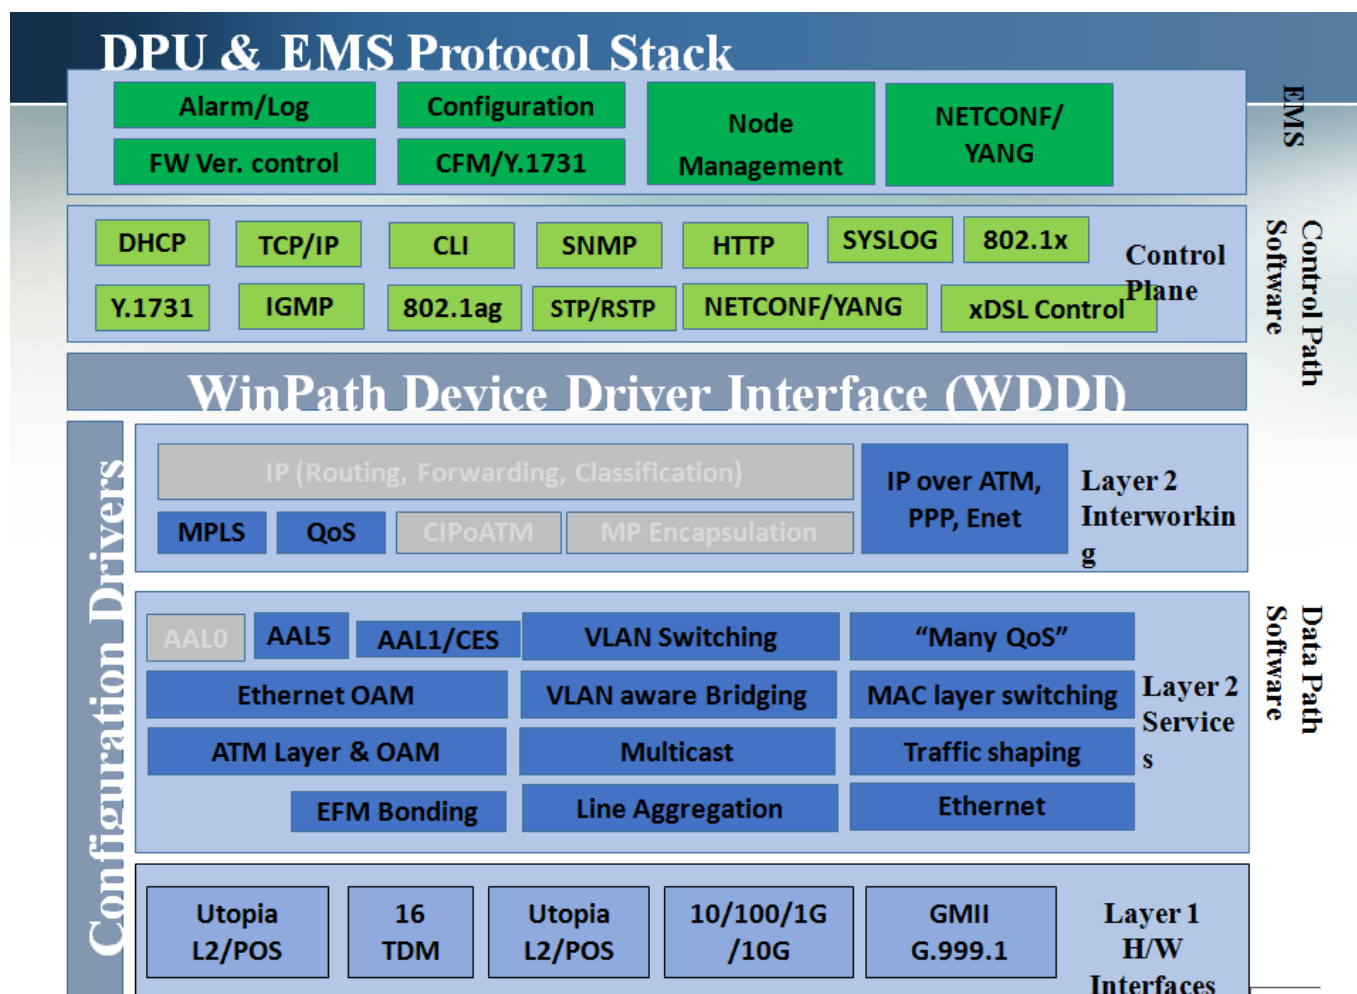 DPU & EMS Protocol Stack
Alarm/Log
Configuration
Node
Management
NETCONF/
YANG
FW Ver. control
CFM/Y.1731
EMS
DHCP
TCP/IP
CLI
SNMP
HTTP
SYSLOG
802.1x
Control
Plane
Y.1731
IGMP
802.1ag
STP/RSTP
NETCONF/YANG
xDSL Control
Control Path
Software
WinPath Device Driver Interface (WDDI)
Configuration Drivers
IP (Routing, Forwarding, Classification)
IP over ATM,
PPP, Enet
Layer 2
Interworkin
g
MPLS
QoS
CIPoATM
MP Encapsulation
AAL0
AAL5
AAL1/CES
VLAN Switching
“Many QoS”
Ethernet OAM
VLAN aware Bridging
MAC layer switching
Layer 2
Service
s
ATM Layer & OAM
Multicast
Traffic shaping
EFM Bonding
Line Aggregation
Ethernet
Data Path
Software
Utopia
L2/POS
16
TDM
Utopia
L2/POS
10/100/1G
/10G
GMII
G.999.1
Layer 1
H/W
Interfaces